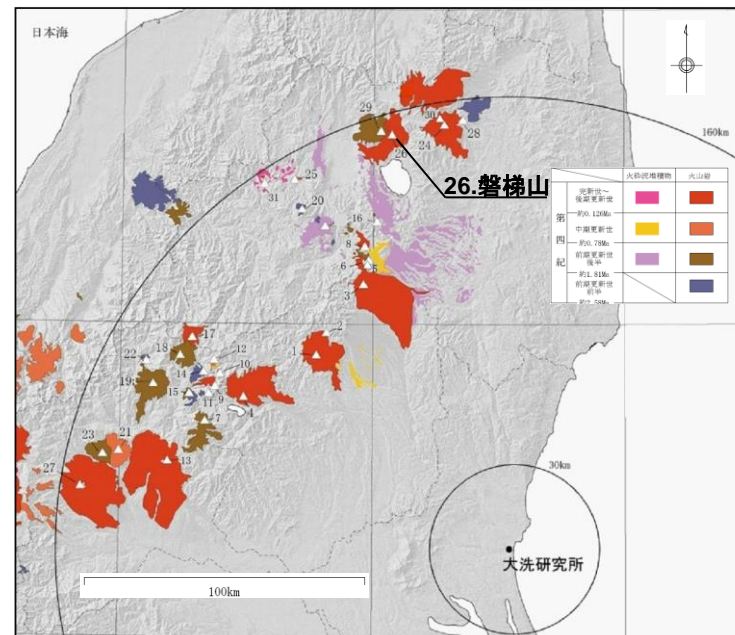 日本海
160km
29
30
24
28
26
26.磐梯山
25
31
20
16
8
6
5
3
火砕流堆積物
火山岩
第四紀
完新世～
後期更新世
約0.126Ma
中期更新世
約0.78Ma
前期更新世
後半
約1.81Ma
前期更新世
前半
約2.58Ma
2
17
1
18
12
22
14
10
19
15
11
9
4
7
23
21
13
27
30km
大洗研究所
100km